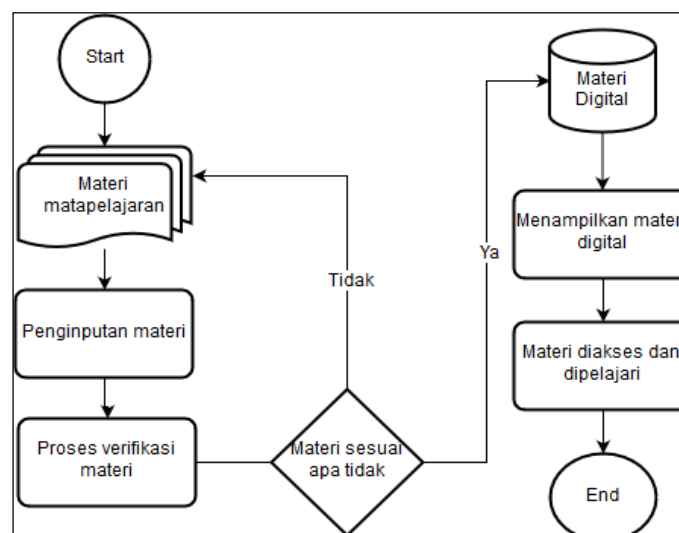 Start
Materi
matapelajaran
Penginputan materi
Proses verifikasi
materi
Materi sesuai
apa tidak
Tidak
Ya
Materi
Digital
Menampilkan materi
digital
Materi diakses dan
dipelajari
End